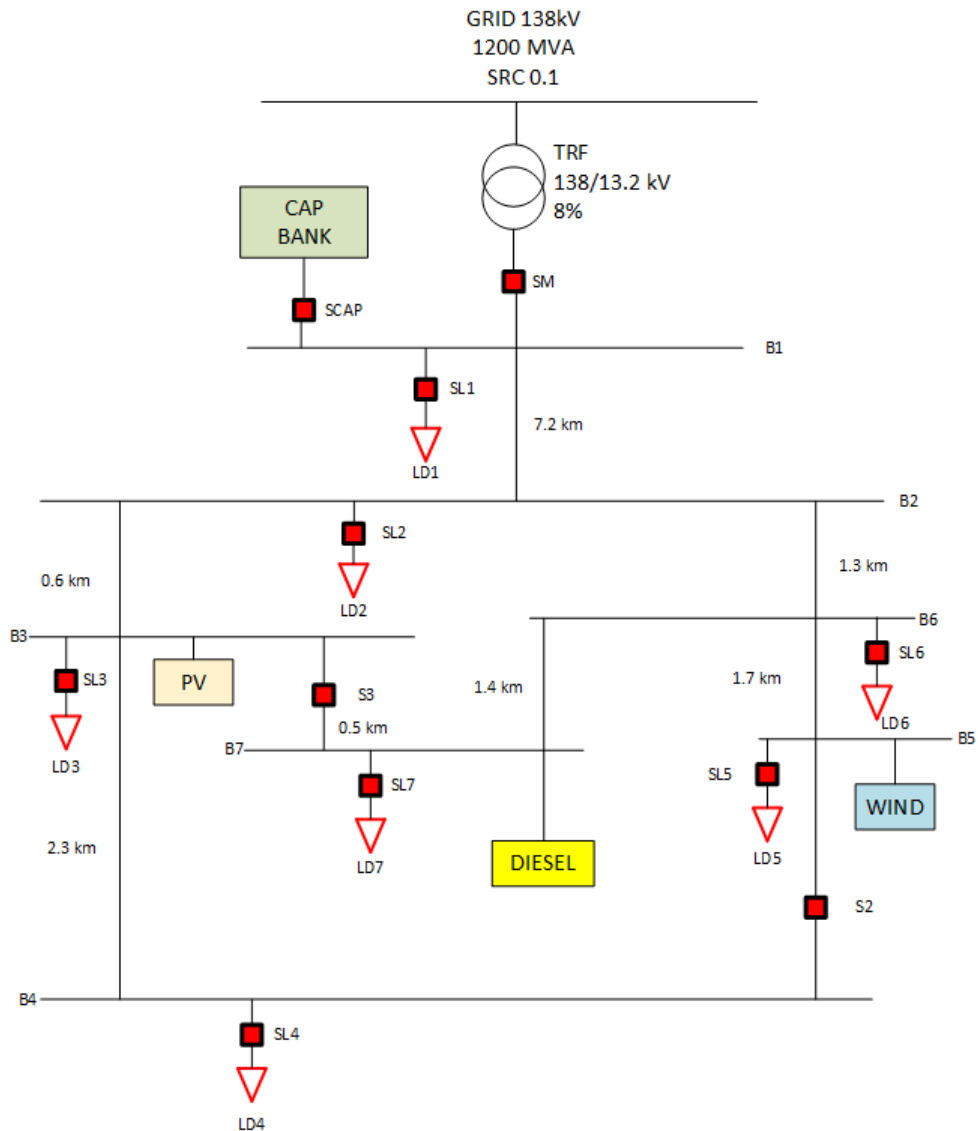 GRID 138kV
1200 MVA
SRC 0.1
TRF
138/13.2 kV
8%
CAP
BANK
SM
SCAP
B1
SL1
7.2 km
LD1
B2
SL2
1.3 km
0.6 km
LD2
B6
B3
SL6
SL3
PV
S3
1.4 km
1.7 km
LD6
0.5 km
B5
B7
LD3
SL5
SL7
WIND
2.3 km
LD7
DIESEL
LD5
S2
B4
SL4
LD4